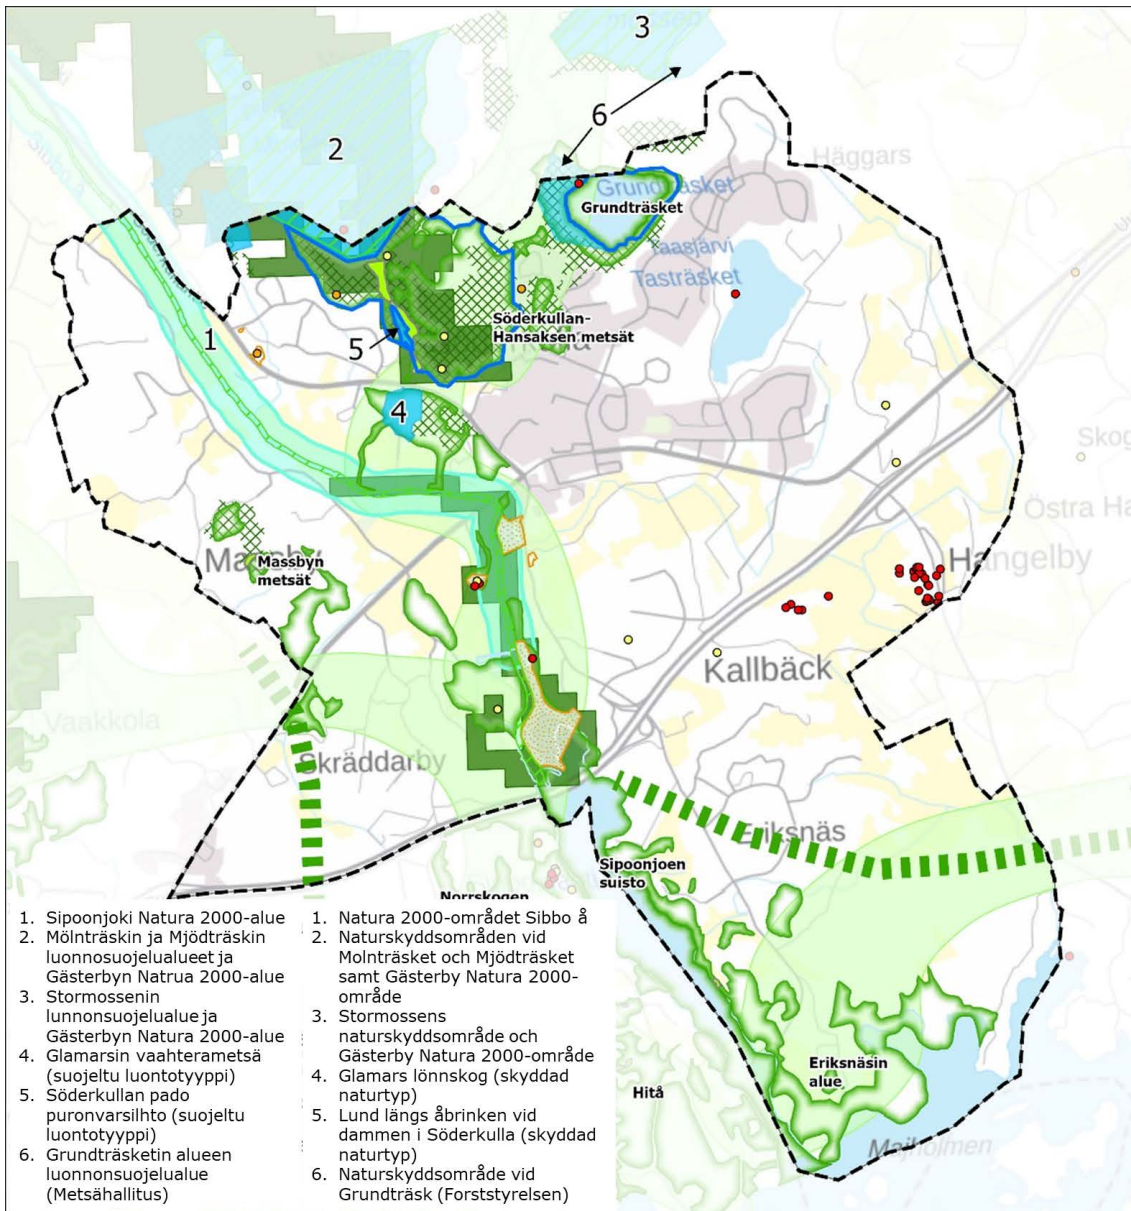 3
6
2
Häggars
Grundträsket
Grundträsket
Taasjärvi
Tasträsket
1
Söderkullan-
Hansaksen metsät
5
4
Skog
Östra Ha
Massby
Hangelby
Massbyn
metsät
Kallbäck
Vaakkola
Skräddarby
Eriksnäs
Sipoonjoen
suisto
Norrskogen
Eriksnäsin
alue
Hitå
Majholmen
1. Sipoonjoki Natura 2000-alue
2. Mölnträskin ja Mjödträskin
luonnosuojelualueet ja
Gästerbyn Natrua 2000-alue
3. Stormossenin
lunnonsuojelualue ja
Gästerbyn Natura 2000-alue
4. Glamarsin vaahterametsä
(suojeltu luontotyyppi)
5. Söderkullan pado
puronvarsilhto (suojeltu
luontotyyppi)
6. Grundträsketin alueen
luonnonsuojelualue
(Metsähallitus)
1. Natura 2000-området Sibbo å
2. Naturskyddsområden vid
Molnträsket och Mjödträsket
samt Gästerby Natura 2000-
område
3. Stormossens
naturskyddsområde och
Gästerby Natura 2000-område
4. Glamars lönnskog (skyddad
naturtyp)
5. Lund längs åbrinken vid
dammen i Söderkulla (skyddad
naturtyp)
6. Naturskyddsområde vid
Grundträsk (Forststyrelsen)